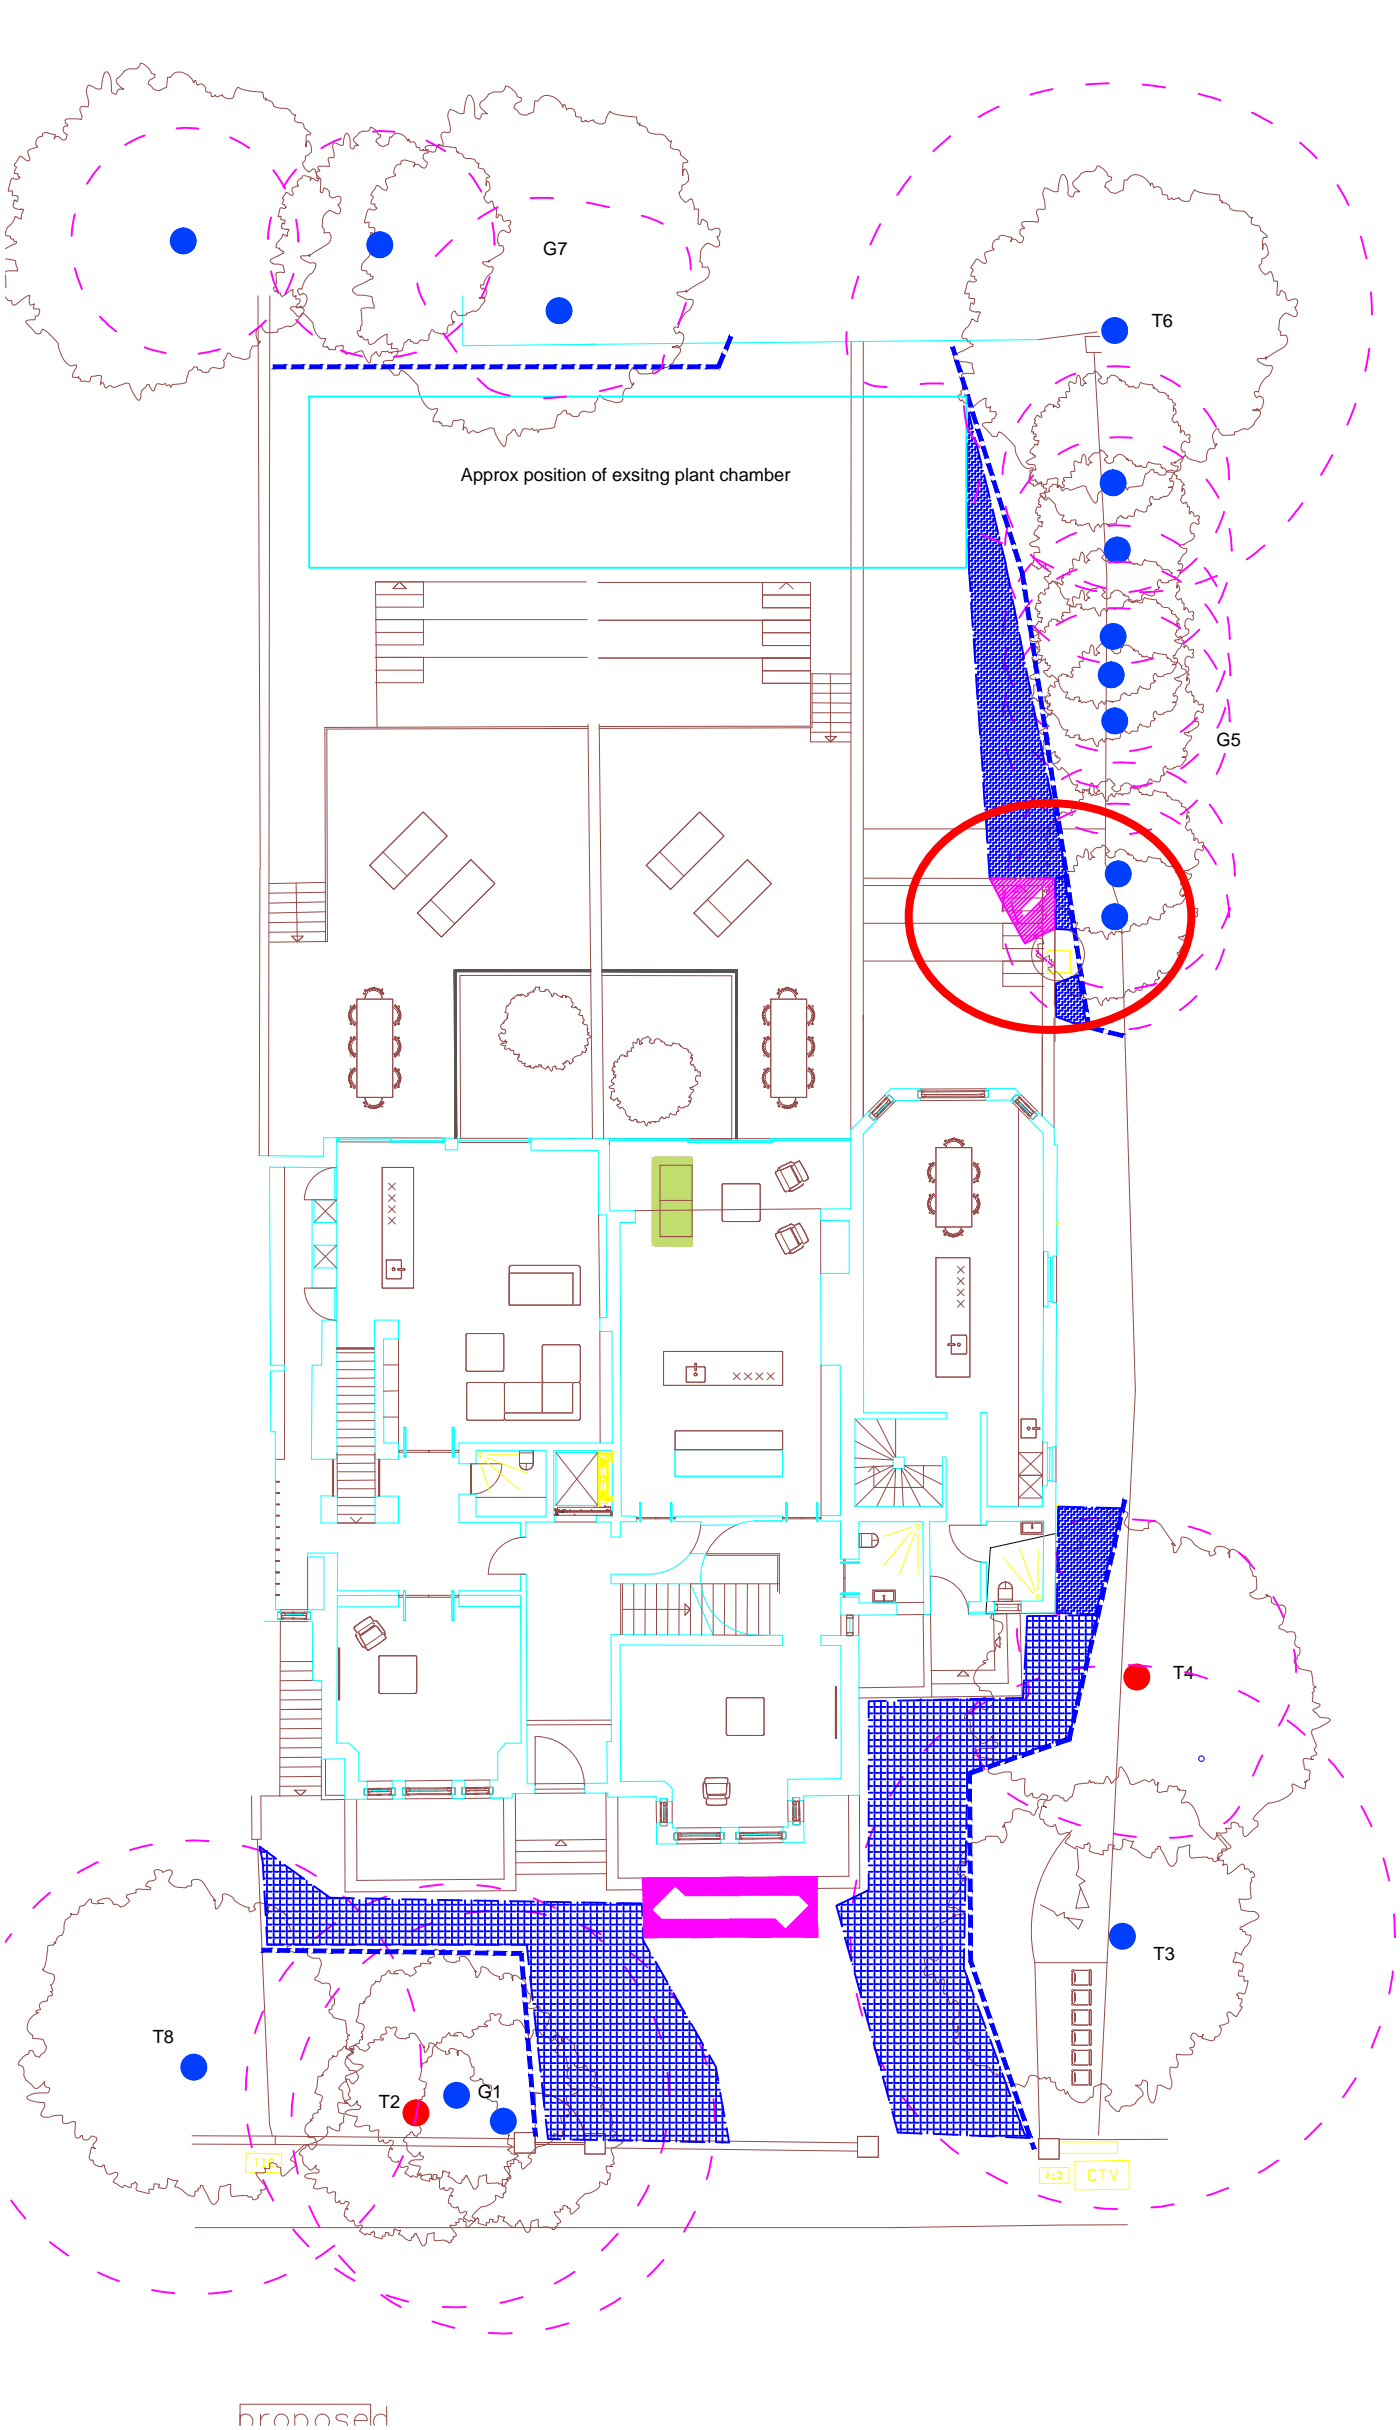 G7
T6
Approx position of exsitng plant chamber
G5
T4
T3
T8
T2
G1
CTV
proposed